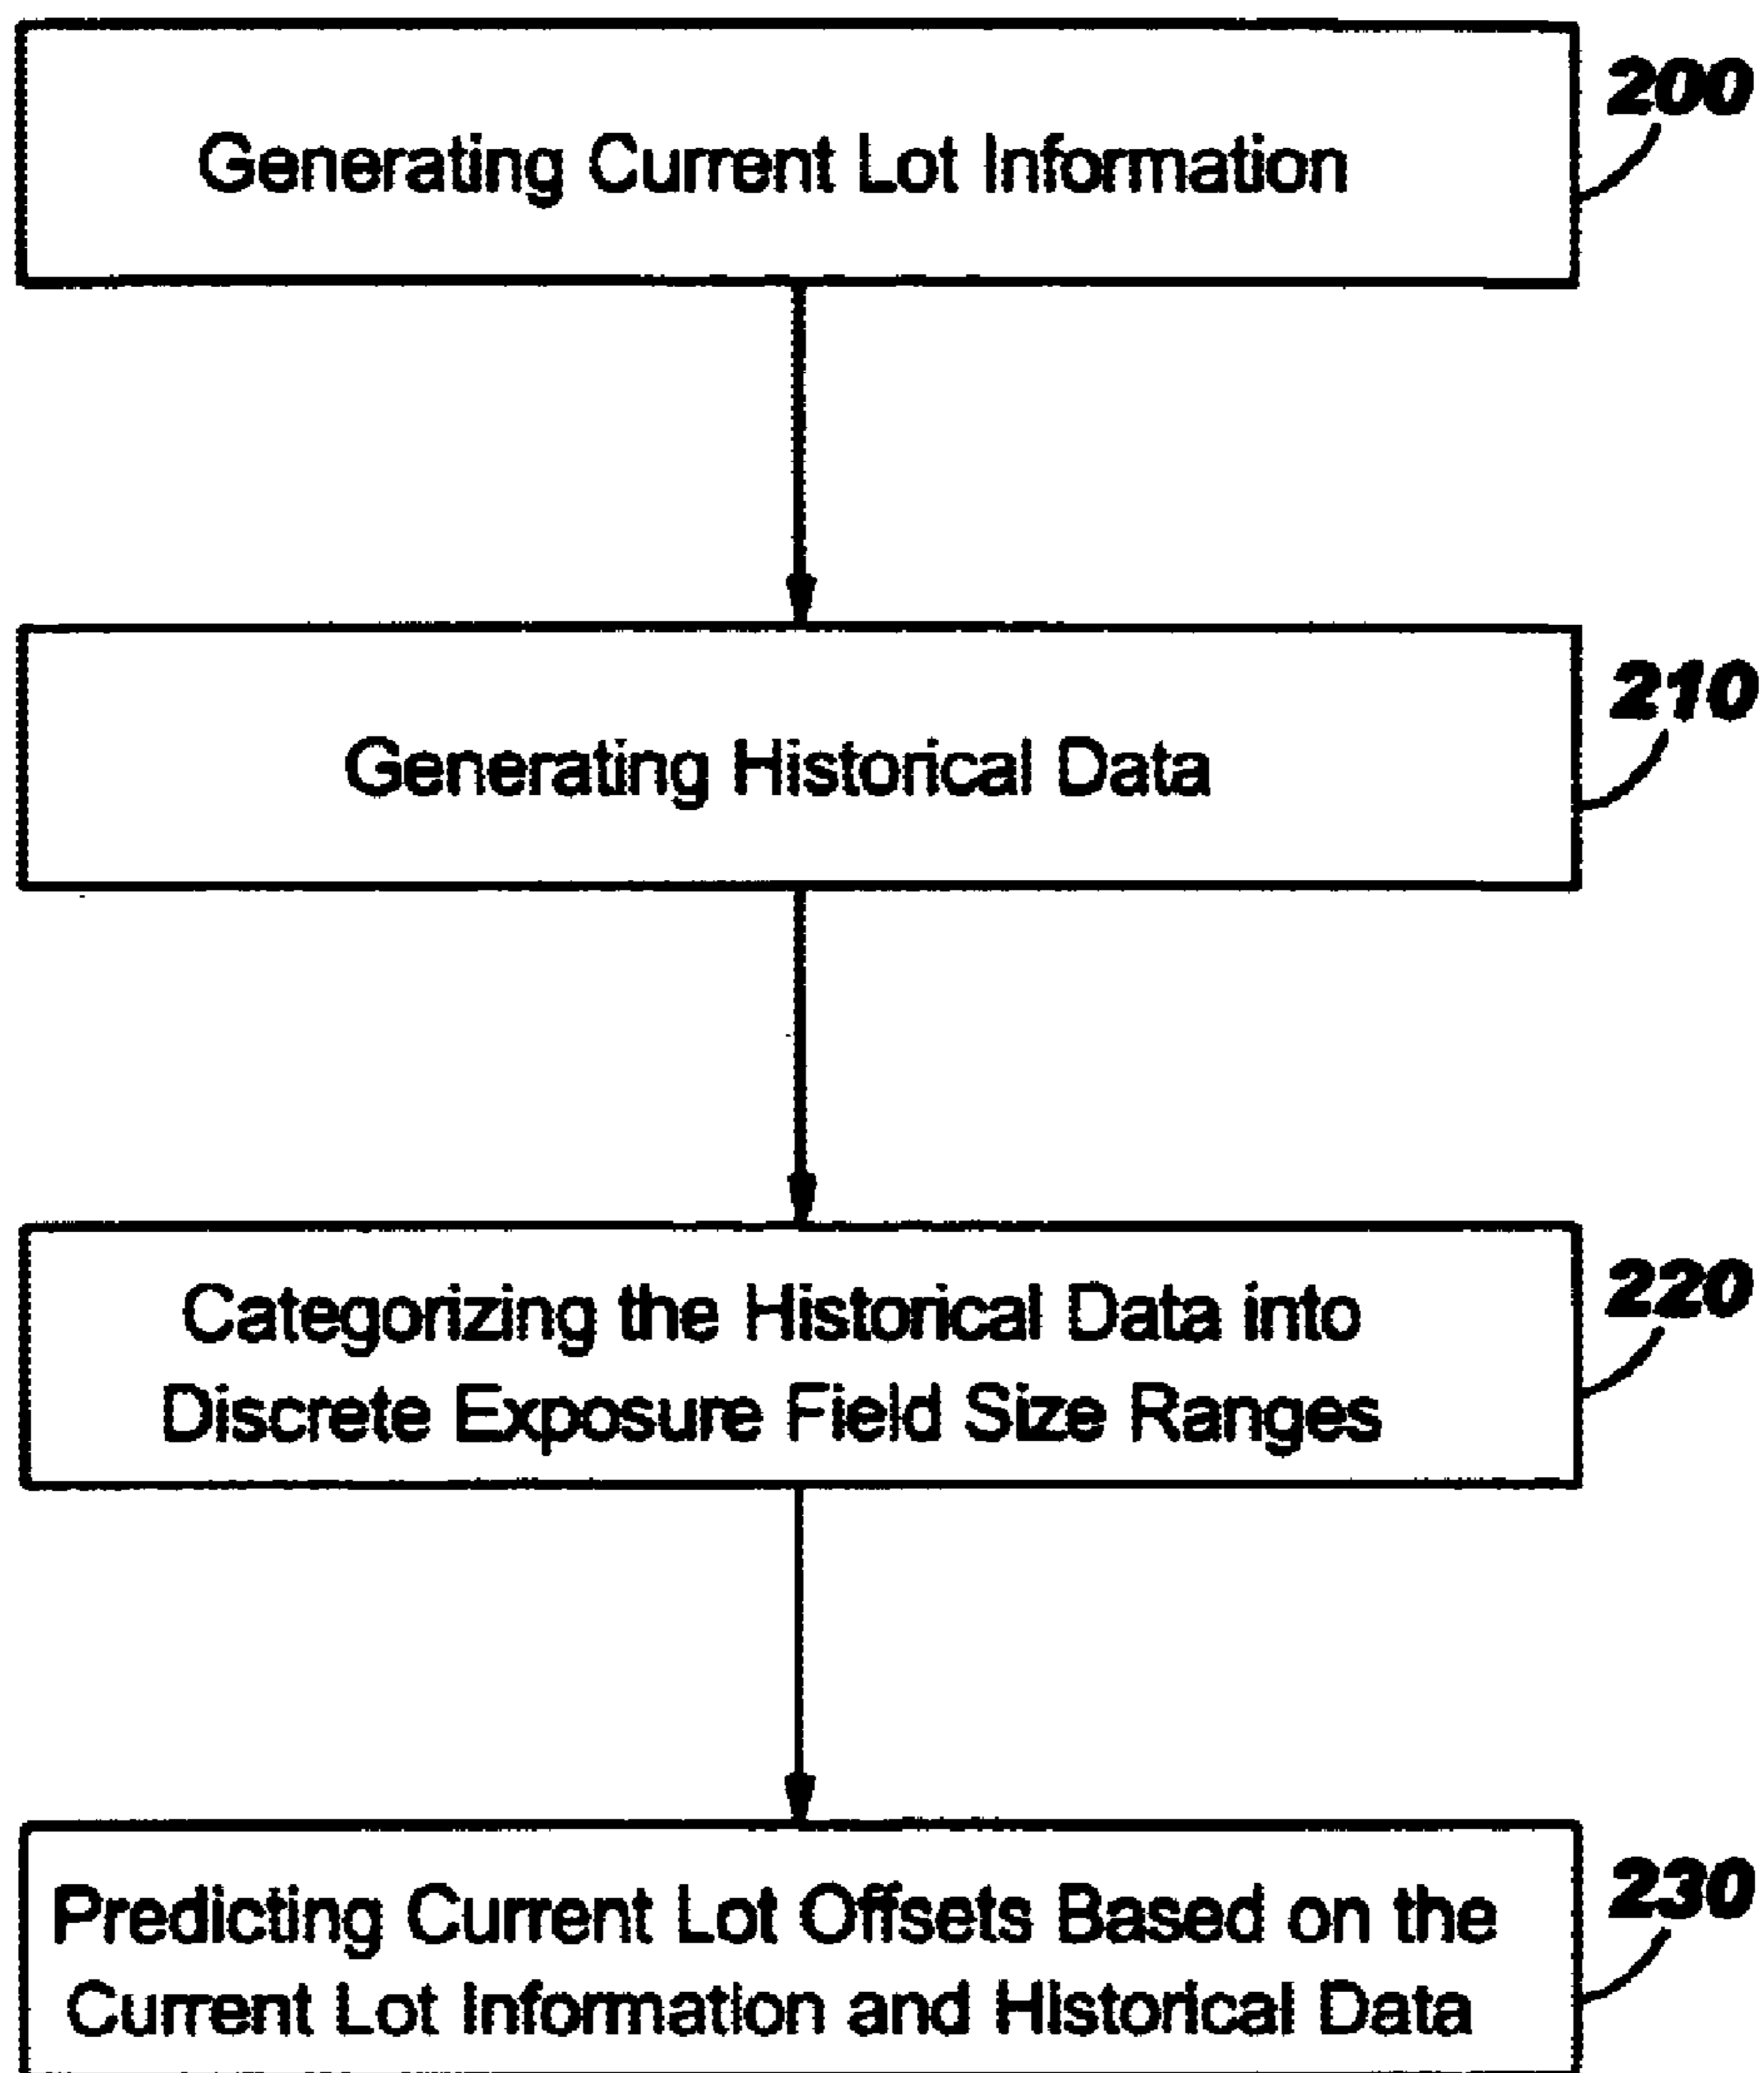 200
Generating Current Lot Information
210
Generating Historical Data
220
Categorizing the Historical Data into
Discrete Exposure Field Size Ranges
230
Predicting Current Lot Offsets Based on the
Current Lot Information and Historical Data